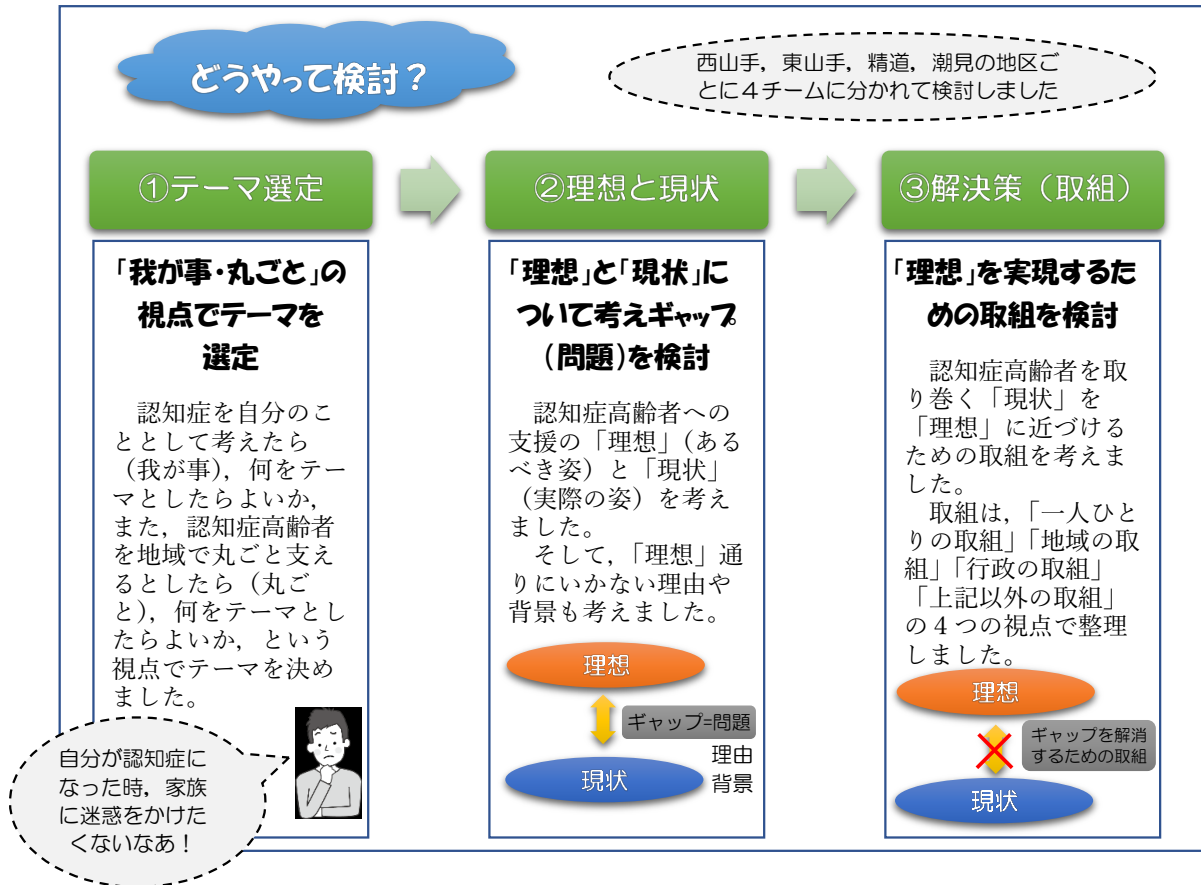 どうやって検討？
西山手，東山手，精道，潮見の地区ご
とに４チームに分かれて検討しました
①テーマ選定
「我が事・丸ごと」の
視点でテーマを
選定
認知症を自分のこ
ととして考えたら
（我が事），何をテー
マとしたらよいか，
また，認知症高齢者
を地域で丸ごと支え
るとしたら（丸ご
と），何をテーマとし
たらよいか，という
視点でテーマを決め
ました。
自分が認知症に
なった時，家族
に迷惑をかけた
くないなあ！
②理想と現状
「理想」と「現状」に
ついて考えギャップ
（問題）を検討
認知症高齢者への
支援の「理想」（ある
べき姿）と「現状」
（実際の姿）を考え
ました。
そして，「理想」通
りにいかない理由や
背景も考えました。
理想
ギャップ=問題
理由
背景
現状
③解決策（取組）
「理想」を実現するた
めの取組を検討
認知症高齢者を取
り巻く「現状」を
「理想」に近づける
ための取組を考えま
した。
取組は，「一人ひと
りの取組」「地域の取
組」「行政の取組」
「上記以外の取組」
の４つの視点で整理
しました。
理想
ギャップを解消
するための取組
現状